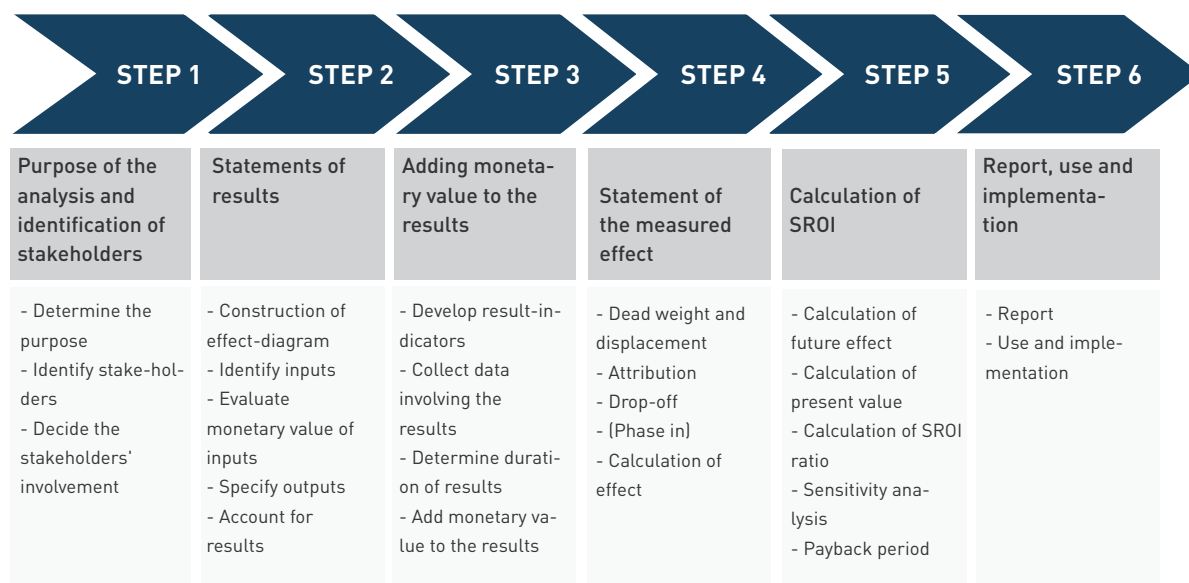 STEP 1
STEP 2
STEP 3
STEP 4
STEP 5
STEP 6
Purpose of the
analysis and
identification of
stakeholders
Statements of
results
Adding moneta-
ry value to the
results
Statement of
the measured
effect
Calculation of
SROI
Report, use and
implementa-
tion
- Determine the
purpose
- Identify stake-hol-
ders
- Decide the
stakeholders'
involvement
- Construction of
effect-diagram
- Identify inputs
- Evaluate
monetary value of
inputs
- Specify outputs
- Account for
results
- Develop result-in-
dicators
- Collect data
involving the
results
- Determine durati-
on of results
- Add monetary va-
lue to the results
- Dead weight and
displacement
- Attribution
- Drop-off
- (Phase in)
- Calculation of
effect
- Calculation of
future effect
- Calculation of
present value
- Calculation of SROI
ratio
- Sensitivity ana-
lysis
- Payback period
- Report
- Use and imple-
mentation